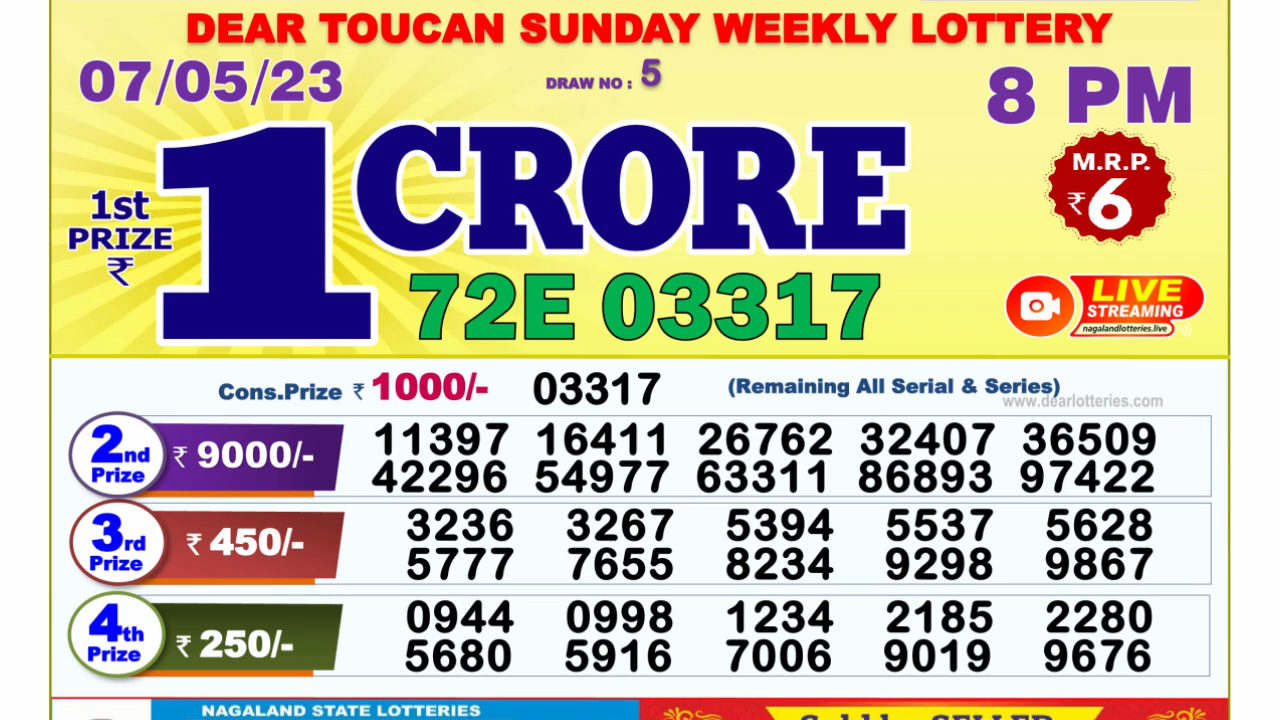 DEAR TOUCAN SUNDAY WEEKLY LOTTERY
07/05/23
DRAW NO : 5
8 PM
1st
PRIZE
₹
1 CRORE
M.R.P.
₹6
72E 03317
LIVE
STREAMING
nagalandlotteries.live
Cons.Prize ₹ 1000/- 03317 (Remaining All Serial & Series)
www.dearlotteries.com
2nd
Prize
₹ 9000/-
11397 16411 26762 32407 36509
42296 54977 63311 86893 97422
3rd
Prize
₹ 450/-
3236 3267 5394 5537 5628
5777 7655 8234 9298 9867
4th
Prize
₹ 250/-
0944 0998 1234 2185 2280
5680 5916 7006 9019 9676
NAGALAND STATE LOTTERIES